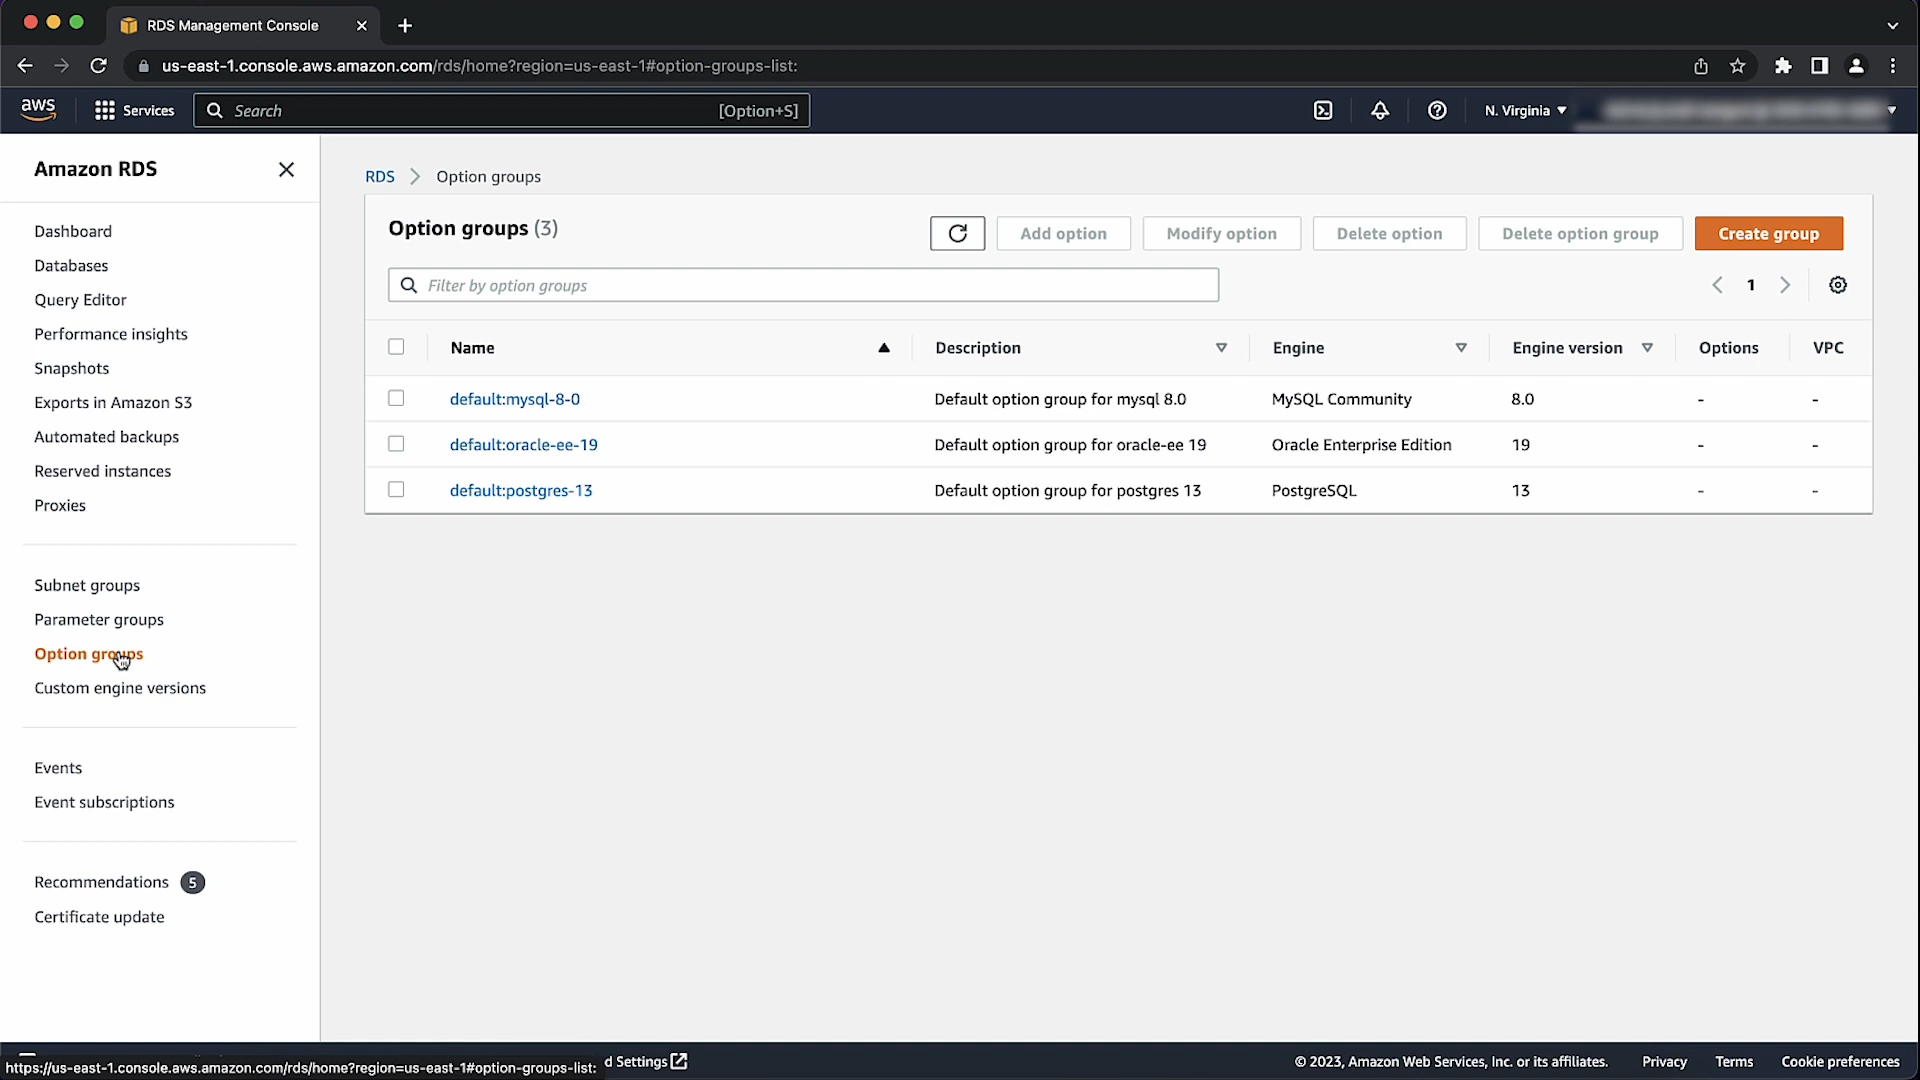 RDS Management Console
us-east-1.console.aws.amazon.com/rds/home?region=us-east-1#option-groups-list:
aws
Services
Search
[Option+S]
N. Virginia
Amazon RDS
Dashboard
Databases
Query Editor
Performance insights
Snapshots
Exports in Amazon S3
Automated backups
Reserved instances
Proxies
Subnet groups
Parameter groups
Option groups
Custom engine versions
Events
Event subscriptions
Recommendations 5
Certificate update
RDS > Option groups
Option groups (3)
Add option
Modify option
Delete option
Delete option group
Create group
Filter by option groups
1
Name Description Engine Engine version Options VPC
default:mysql-8-0 Default option group for mysql 8.0 MySQL Community 8.0 - -
default:oracle-ee-19 Default option group for oracle-ee 19 Oracle Enterprise Edition 19 - -
default:postgres-13 Default option group for postgres 13 PostgreSQL 13 - -
https://us-east-1.console.aws.amazon.com/rds/home?region=us-east-1#option-groups-list:
d Settings
© 2023, Amazon Web Services, Inc. or its affiliates.
Privacy
Terms
Cookie preferences